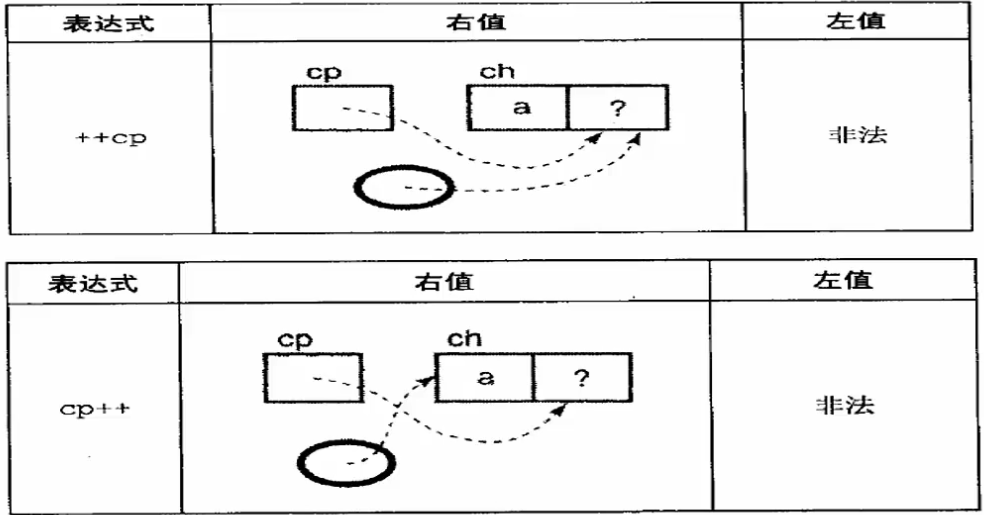 表达式 右值 左值
cp ch
a ?
++cp 非法
表达式 右值 左值
cp ch
a ?
cp++ 非法